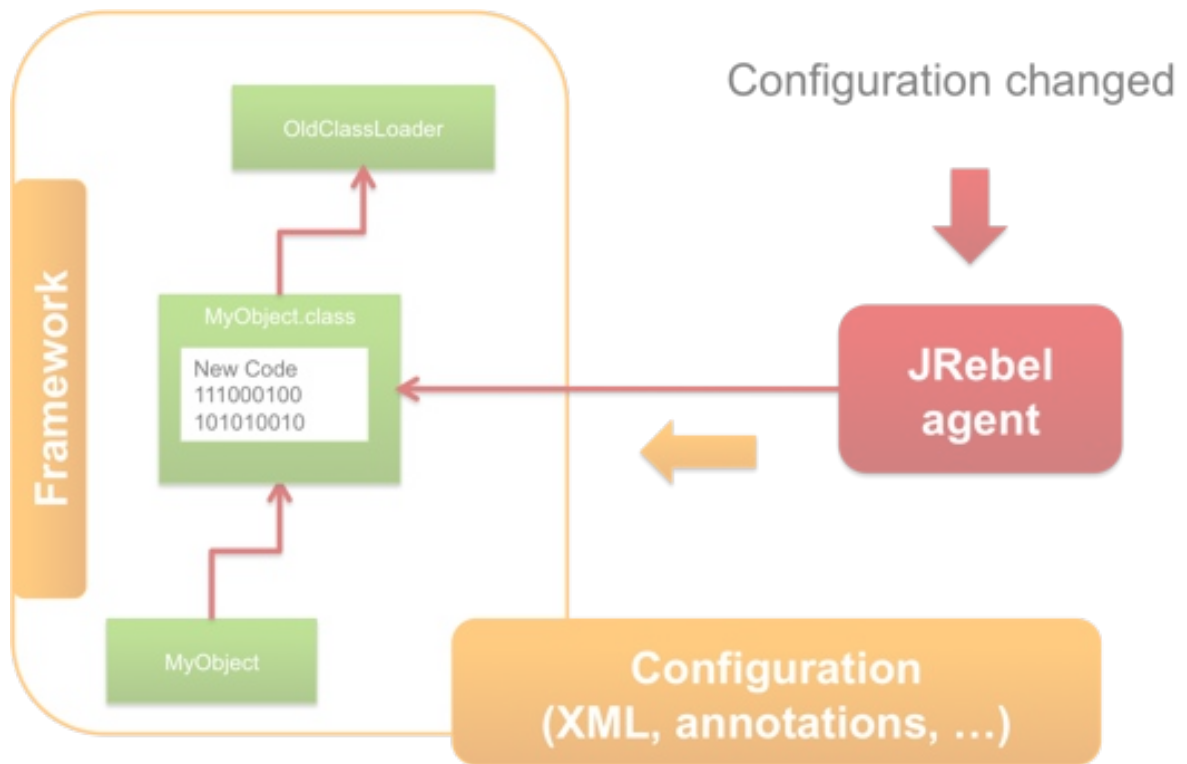 Configuration changed
OldClassLoader
Framework
MyObject.class
New Code
111000100
101010010
JRebel
agent
MyObject
Configuration
(XML, annotations, …)